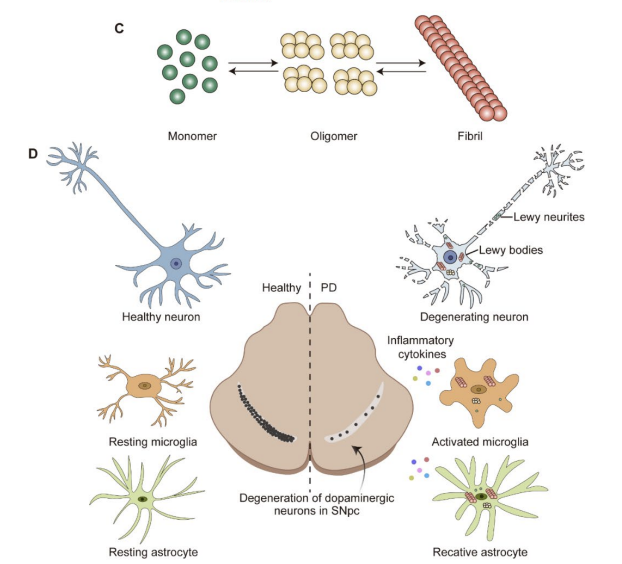 C
Monomer
Oligomer
Fibril
D
Lewy neurites
Lewy bodies
Healthy
PD
Healthy neuron
Degenerating neuron
Inflammatory
cytokines
Resting microglia
Activated microglia
Degeneration of dopaminergic
neurons in SNpc
Resting astrocyte
Recative astrocyte